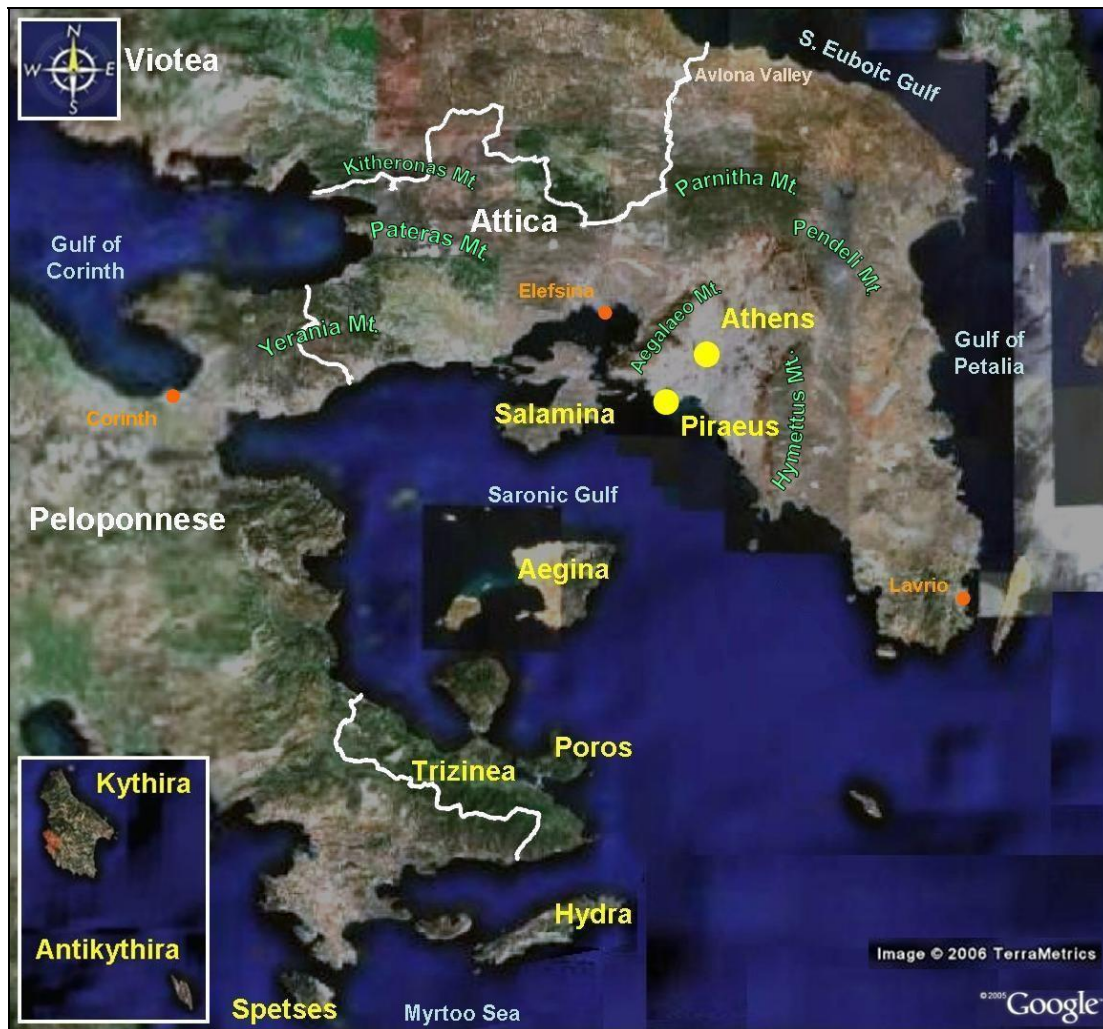 N
W E
S
Viotea
S. Euboic Gulf
Avlona Valley
Kitheronas Mt.
Parnitha Mt.
Attica
Pateras Mt.
Pendeli Mt.
Gulf of
Corinth
Elefsina
Aegalaeo Mt.
Athens
Yerania Mt.
Gulf of
Petalia
Hymettus Mt.
Corinth
Salamina
Piraeus
Saronic Gulf
Peloponnese
Aegina
Lavrio
Poros
Trizinea
Kythira
Hydra
Antikythira
Image © 2006 TerraMetrics
Spetses
Myrtoo Sea
© 2005 Google